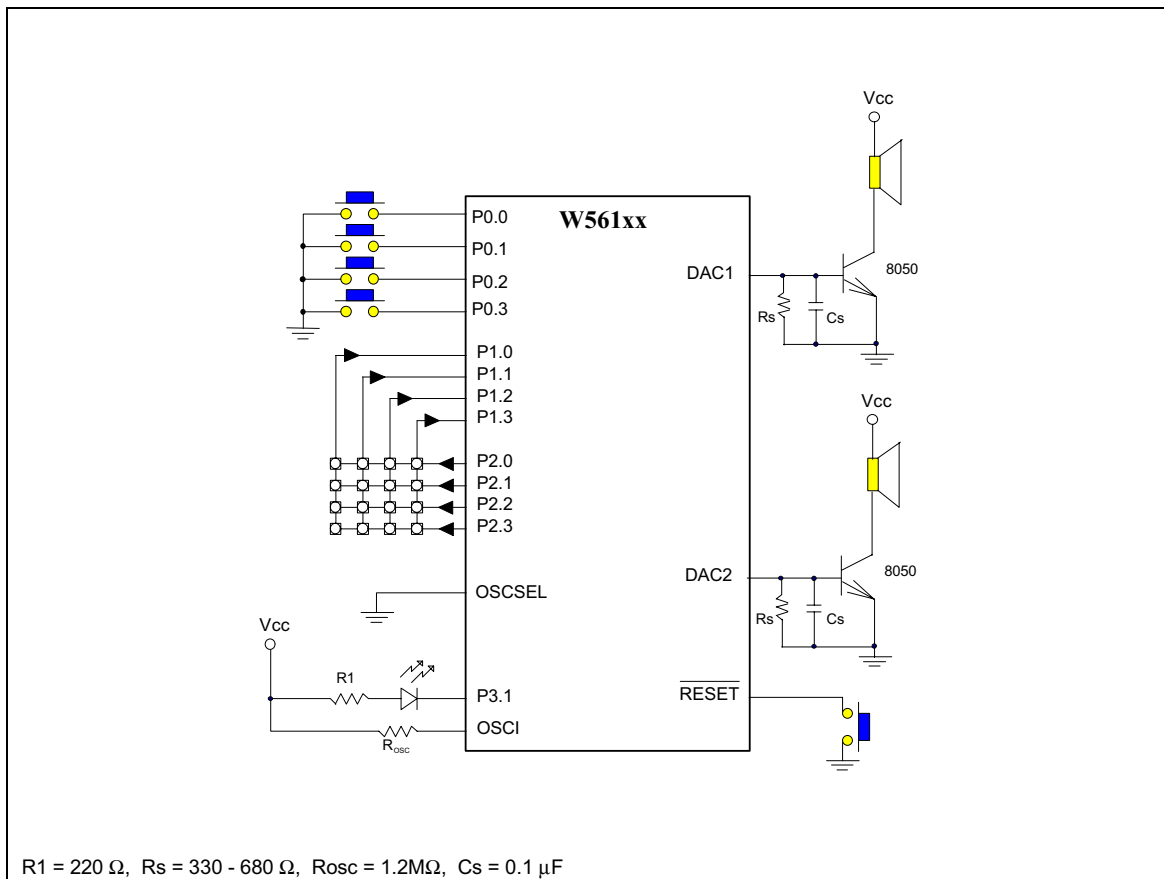 Vcc
W561xx
P0.0
P0.1
P0.2
P0.3
DAC1
8050
Rs
Cs
P1.0
P1.1
P1.2
P1.3
Vcc
P2.0
P2.1
P2.2
P2.3
DAC2
8050
OSCSEL
Rs
Cs
Vcc
R1
P3.1
RESET
OSCI
Rosc
R1 = 220 Ω, Rs = 330 - 680 Ω, Rosc = 1.2MΩ, Cs = 0.1 μF